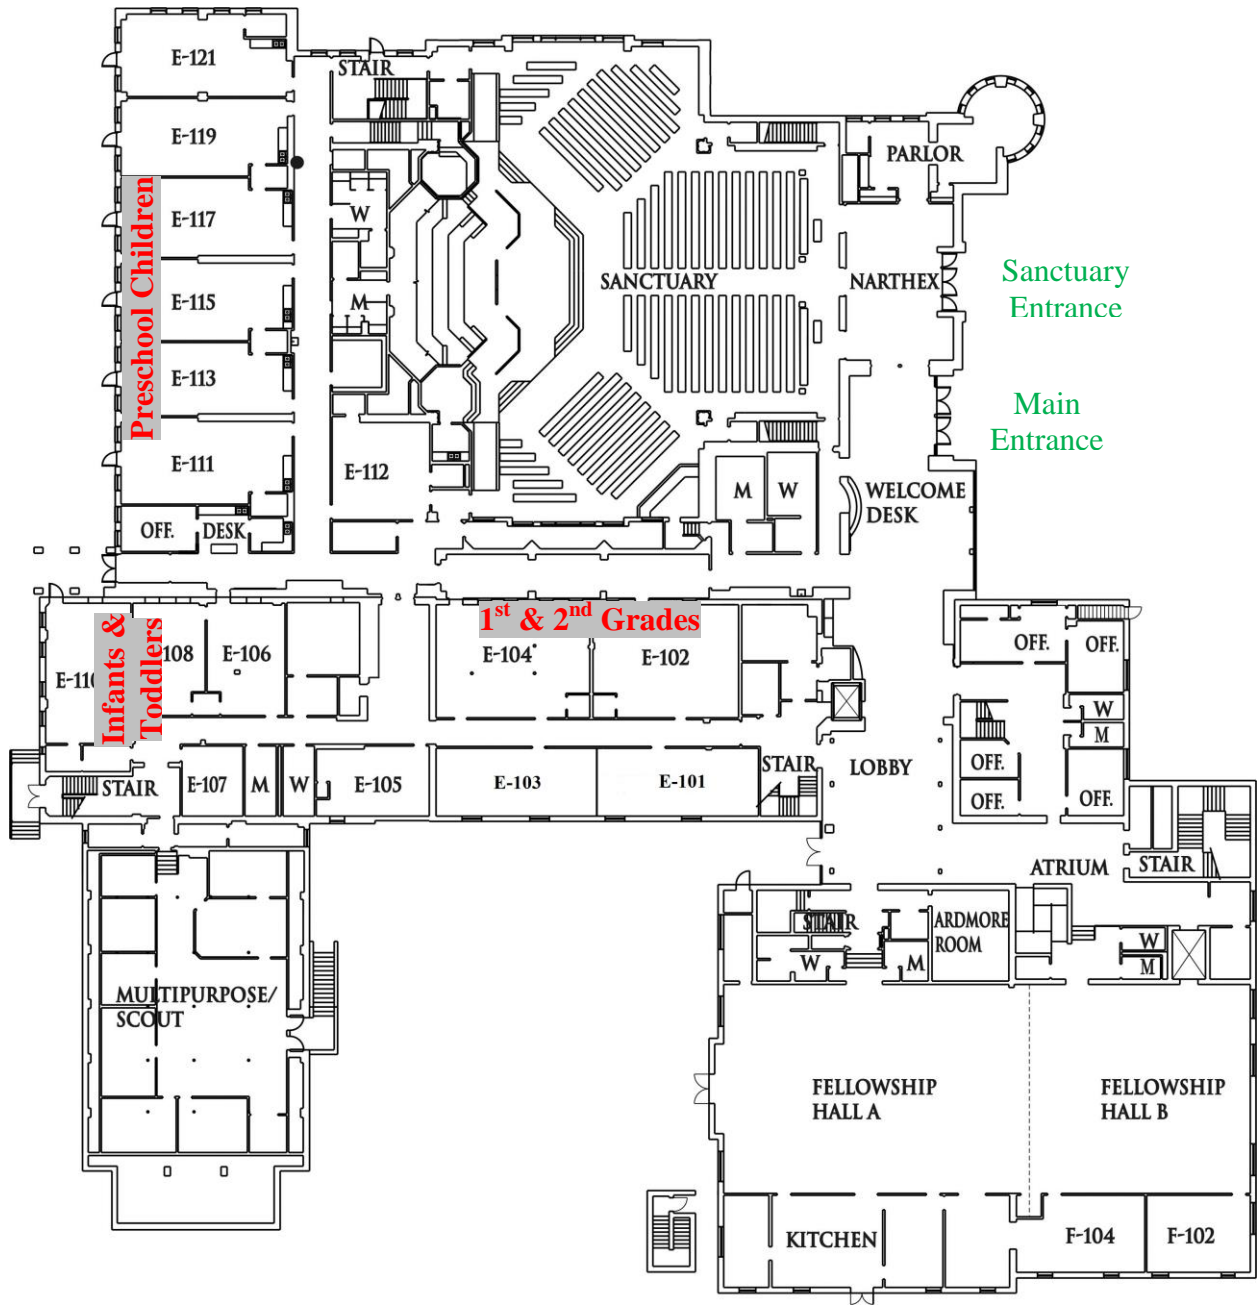 E-121
STAIR
E-119
PARLOR
Preschool Children
E-117
W
SANCTUARY
NARTHEX
Sanctuary
Entrance
E-115
M
E-113
Main
Entrance
E-111
E-112
M
W
WELCOME
DESK
OFF.
DESK
1st & 2nd Grades
Infants &
Toddlers
E-110
108
E-106
E-104
E-102
OFF.
OFF.
W
M
STAIR
E-107
M
W
E-105
E-103
E-101
STAIR
LOBBY
OFF.
OFF.
OFF.
ATRIUM
STAIR
STAIR
ARDMORE
ROOM
W
M
W
M
MULTIPURPOSE/
SCOUT
FELLOWSHIP
HALL A
FELLOWSHIP
HALL B
KITCHEN
F-104
F-102